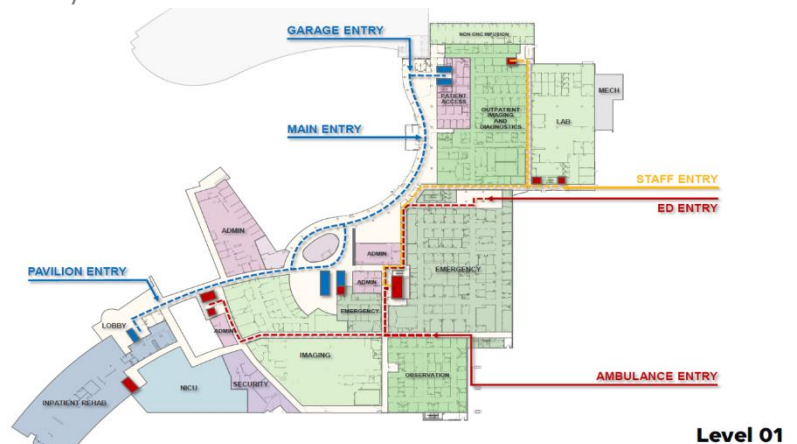 GARAGE ENTRY
NON-ONC INFUSION
MECH
PATIENT
ACCESS
OUTPATIENT
IMAGING
AND
DIAGNOSTICS
LAB
MAIN ENTRY
STAFF ENTRY
ED ENTRY
ADMIN
ADMIN
EMERGENCY
PAVILION ENTRY
ADMIN
EMERGENCY
LOBBY
ADMIN
IMAGING
OBSERVATION
AMBULANCE ENTRY
NICU
SECURITY
INPATIENT REHAB
Level 01